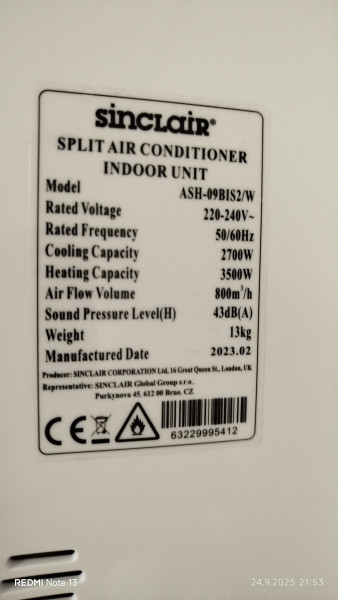 SINCLAIR®
SPLIT AIR CONDITIONER
INDOOR UNIT
Model ASH-09BIS2/W
Rated Voltage 220-240V~
Rated Frequency 50/60Hz
Cooling Capacity 2700W
Heating Capacity 3500W
Air Flow Volume 800m³/h
Sound Pressure Level(H) 43dB(A)
Weight 13kg
Manufactured Date 2023.02
Producer: SINCLAIR CORPORATION Ltd, 16 Great Queen St., London, UK
Representative: SINCLAIR Global Group s.r.o.
Purkynova 45, 612 00 Brno, CZ
CE
63229995412
REDMI Note 13
24.9.2025 21:53